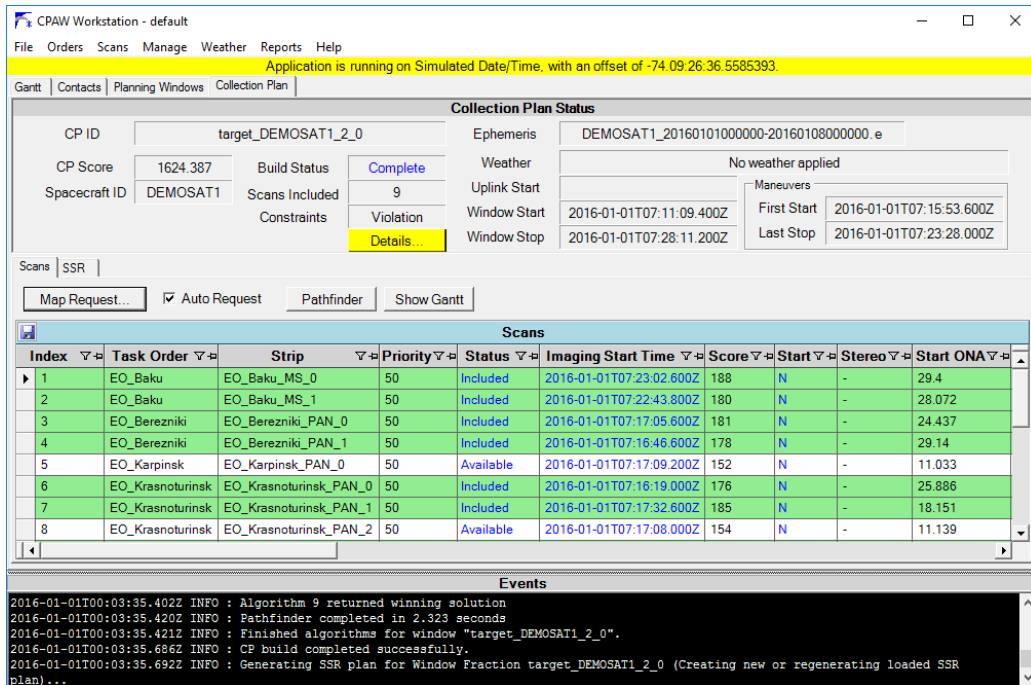 CPAW Workstation - default
File Orders Scans Manage Weather Reports Help
Application is running on Simulated Date/Time, with an offset of -74.09:26:36.5585393.
Gantt Contacts Planning Windows Collection Plan
Collection Plan Status
CP ID target_DEMOSAT1_2_0 Ephemeris DEMOSAT1_20160101000000-20160108000000.e
CP Score 1624.387 Build Status Complete Weather No weather applied
Spacecraft ID DEMOSAT1 Scans Included 9 Uplink Start Maneuvers
Constraints Violation Window Start 2016-01-01T07:11:09.400Z First Start 2016-01-01T07:15:53.600Z
Details... Window Stop 2016-01-01T07:28:11.200Z Last Stop 2016-01-01T07:23:28.000Z
Scans SSR
Map Request... Auto Request Pathfinder Show Gantt
Scans
Index Task Order Strip Priority Status Imaging Start Time Score Start Stereo Start ONA
1 EO_Baku EO_Baku_MS_0 50 Included 2016-01-01T07:23:02.600Z 188 N - 29.4
2 EO_Baku EO_Baku_MS_1 50 Included 2016-01-01T07:22:43.800Z 180 N - 28.072
3 EO_Berezniki EO_Berezniki_PAN_0 50 Included 2016-01-01T07:17:05.600Z 181 N - 24.437
4 EO_Berezniki EO_Berezniki_PAN_1 50 Included 2016-01-01T07:16:46.600Z 178 N - 29.14
5 EO_Karpinsk EO_Karpinsk_PAN_0 50 Available 2016-01-01T07:17:09.200Z 152 N - 11.033
6 EO_Krasnoturinsk EO_Krasnoturinsk_PAN_0 50 Included 2016-01-01T07:16:19.000Z 176 N - 25.886
7 EO_Krasnoturinsk EO_Krasnoturinsk_PAN_1 50 Included 2016-01-01T07:17:32.600Z 185 N - 18.151
8 EO_Krasnoturinsk EO_Krasnoturinsk_PAN_2 50 Available 2016-01-01T07:17:08.000Z 154 N - 11.139
Events
2016-01-01T00:03:35.402Z INFO : Algorithm 9 returned winning solution
2016-01-01T00:03:35.420Z INFO : Pathfinder completed in 2.323 seconds
2016-01-01T00:03:35.421Z INFO : Finished algorithms for window "target_DEMOSAT1_2_0".
2016-01-01T00:03:35.686Z INFO : CP build completed successfully.
2016-01-01T00:03:35.692Z INFO : Generating SSR plan for Window Fraction target_DEMOSAT1_2_0 (Creating new or regenerating loaded SSR
plan)...